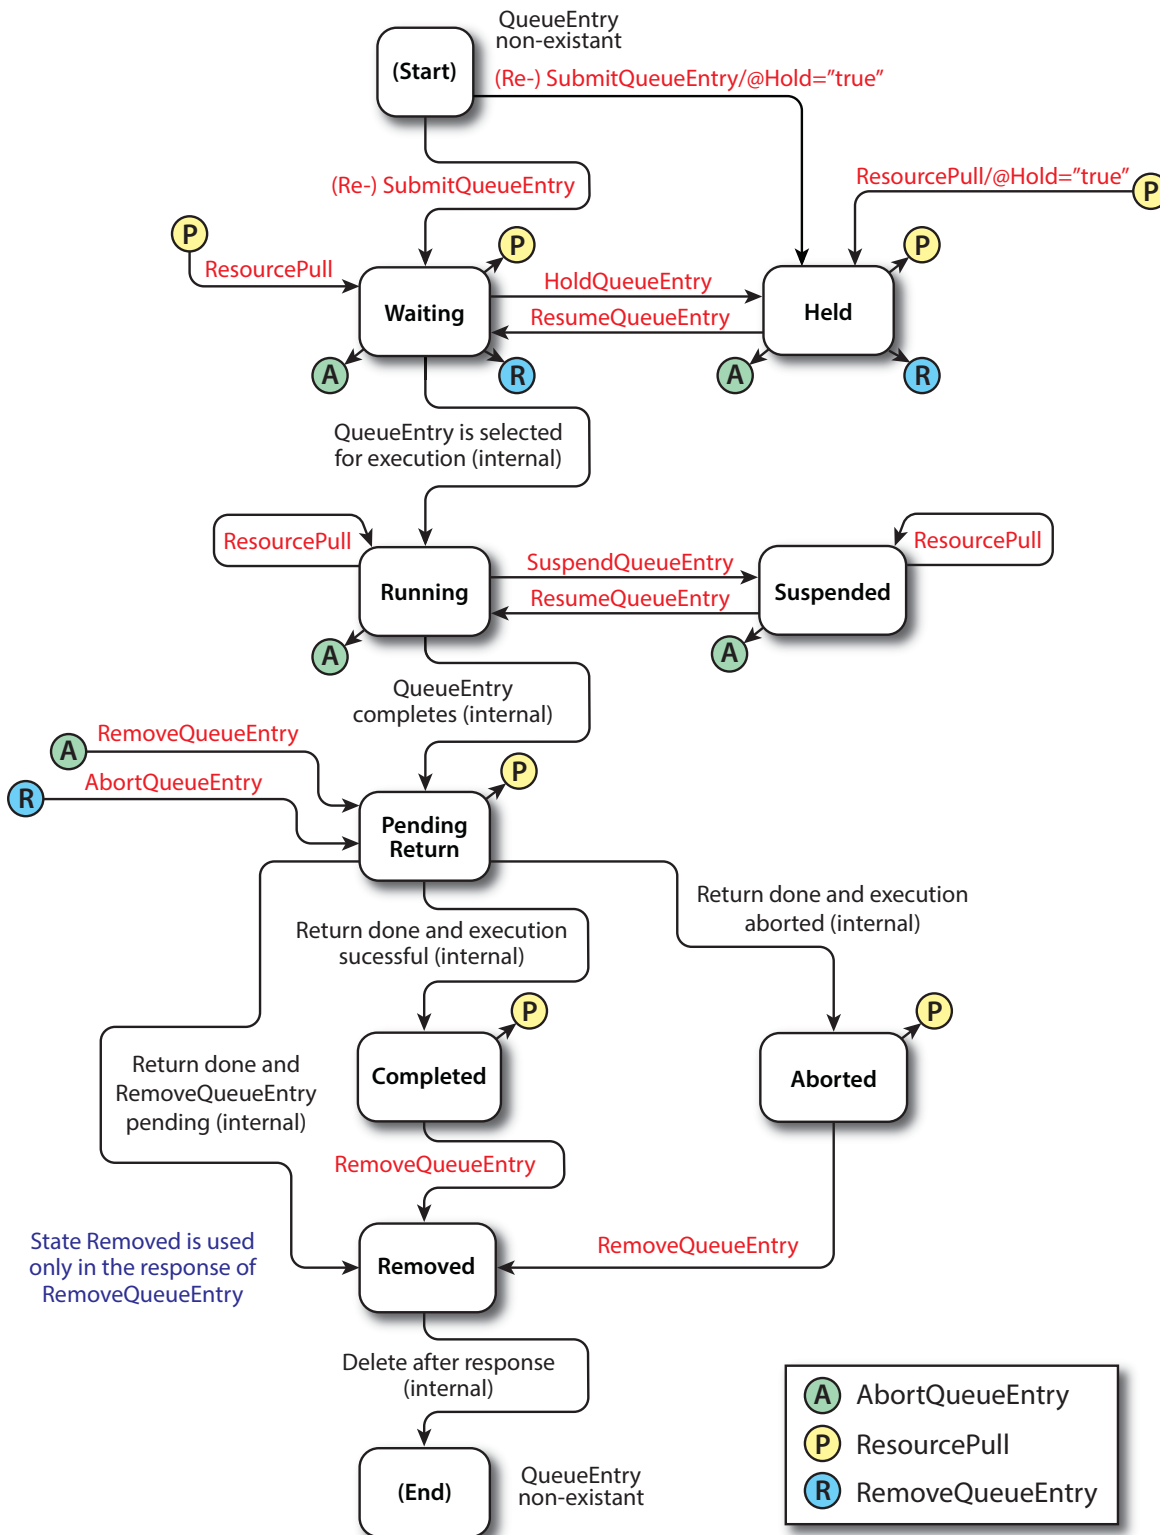 QueueEntry
non-existant
(Start)
(Re-) SubmitQueueEntry/@Hold=”true”
(Re-) SubmitQueueEntry
ResourcePull/@Hold=”true”
P
P
ResourcePull
P
P
HoldQueueEntry
Waiting
Held
ResumeQueueEntry
A
R
A
R
QueueEntry is selected
for execution (internal)
ResourcePull
ResourcePull
SuspendQueueEntry
Running
Suspended
ResumeQueueEntry
A
A
QueueEntry
completes (internal)
RemoveQueueEntry
A
AbortQueueEntry
R
P
Pending
Return
Return done and execution
aborted (internal)
Return done and execution
sucessful (internal)
P
P
Return done and
RemoveQueueEntry
pending (internal)
Completed
Aborted
RemoveQueueEntry
State Removed is used
only in the response of
RemoveQueueEntry
Removed
RemoveQueueEntry
Delete after response
(internal)
A AbortQueueEntry
P ResourcePull
R RemoveQueueEntry
(End)
QueueEntry
non-existant